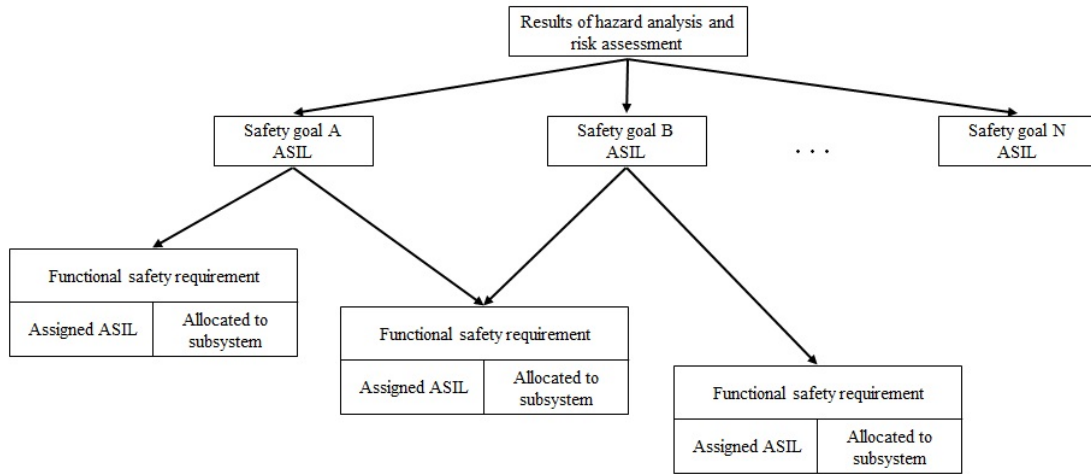 Results of hazard analysis and
risk assessment
Safety goal A
ASIL
Safety goal B
ASIL
. . .
Safety goal N
ASIL
Functional safety requirement
Assigned ASIL
Allocated to
subsystem
Functional safety requirement
Assigned ASIL
Allocated to
subsystem
Functional safety requirement
Assigned ASIL
Allocated to
subsystem